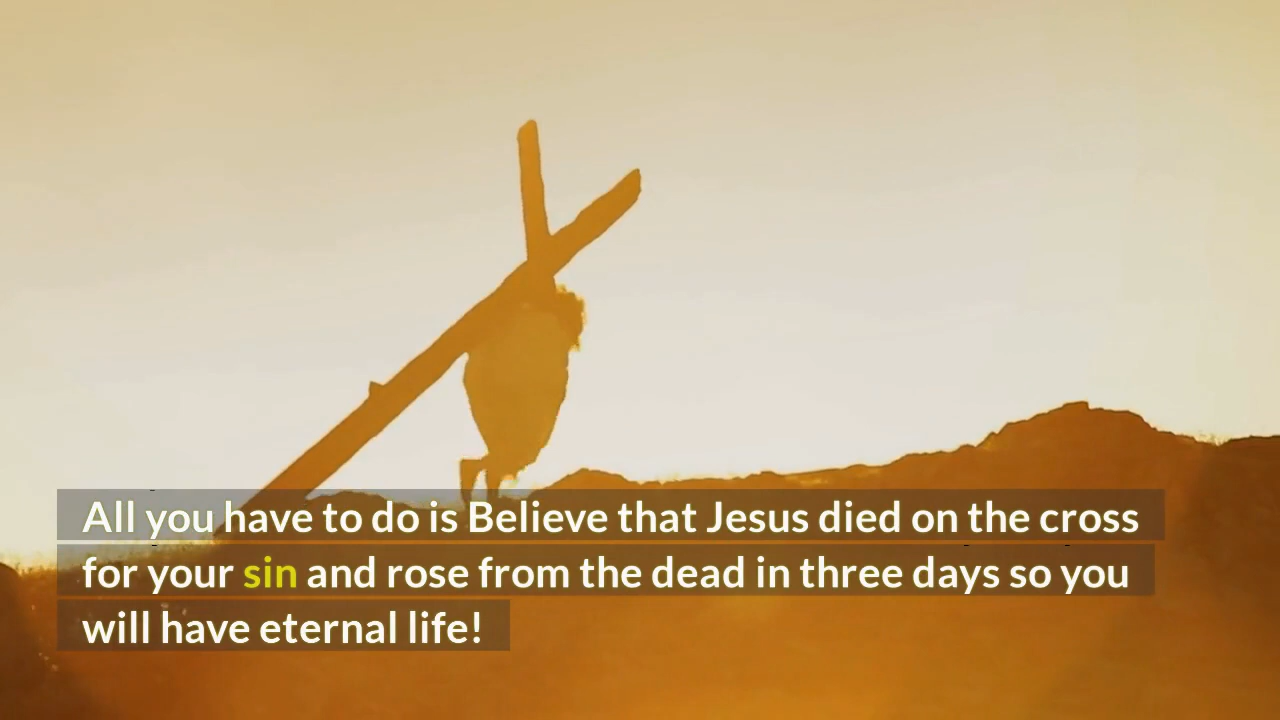 All you have to do is Believe that Jesus died on the cross
for your sin and rose from the dead in three days so you
will have eternal life!